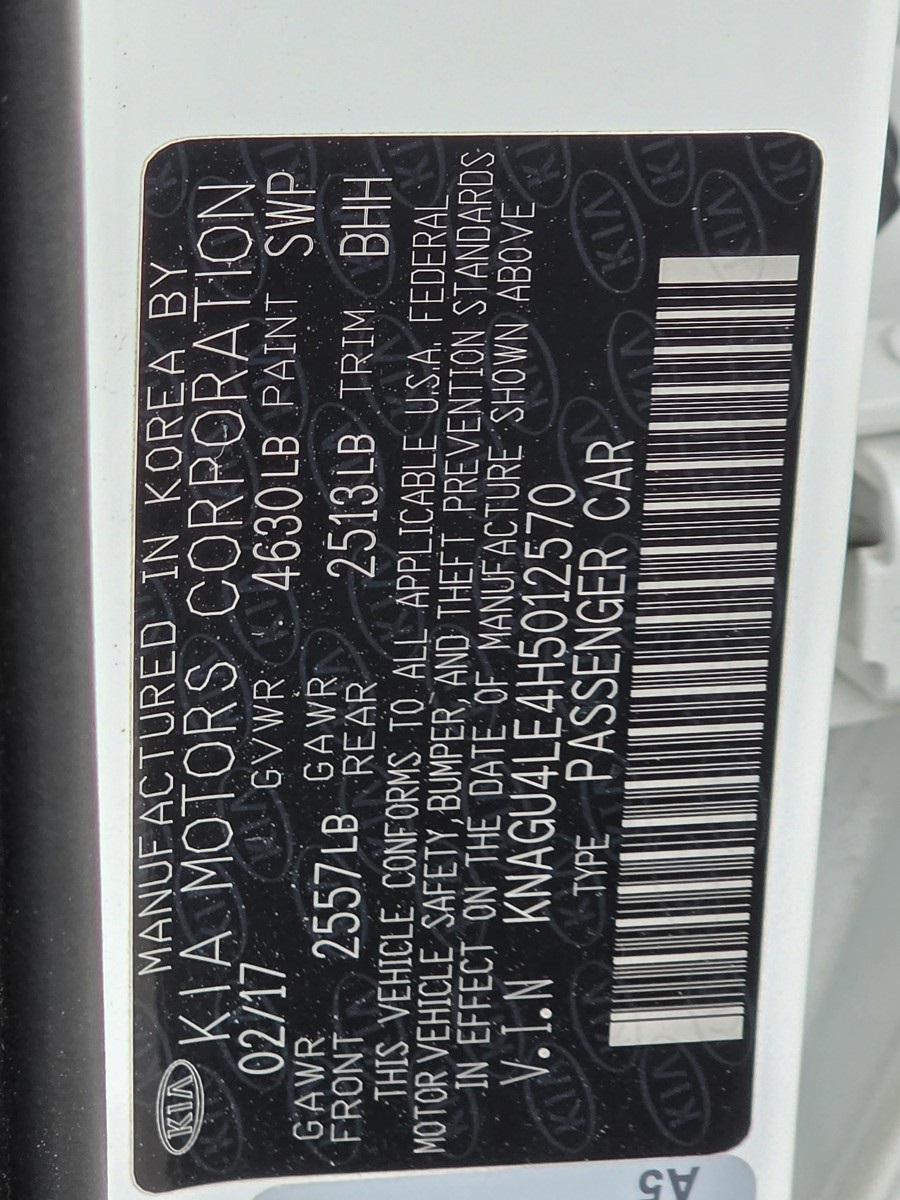 MANUFACTURED IN KOREA BY
KIA KIA MOTORS CORPORATION
02/17 GVWR 4630LB PAINT SWP
GAWR FRONT 2557LB GAWR REAR 2513LB TRIM BHH
THIS VEHICLE CONFORMS TO ALL APPLICABLE U.S.A. FEDERAL
MOTOR VEHICLE SAFETY, BUMPER, AND THEFT PREVENTION STANDARDS
IN EFFECT ON THE DATE OF MANUFACTURE SHOWN ABOVE
V.I.N KNAGU4LE4H5012570
TYPE PASSENGER CAR
A5